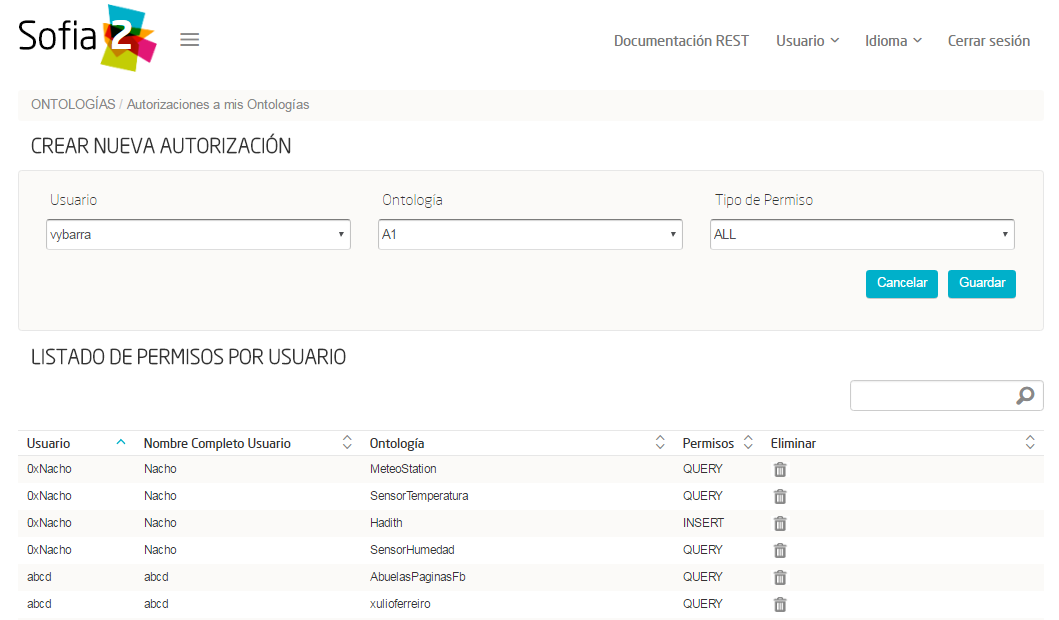 Sofia 2
Documentación REST Usuario Idioma Cerrar sesión
ONTOLOGÍAS / Autorizaciones a mis Ontologías
CREAR NUEVA AUTORIZACIÓN
Usuario Ontología Tipo de Permiso
vybarra A1 ALL
Cancelar Guardar
LISTADO DE PERMISOS POR USUARIO
Usuario Nombre Completo Usuario Ontología Permisos Eliminar
0xNacho Nacho MeteoStation QUERY
0xNacho Nacho SensorTemperatura QUERY
0xNacho Nacho Hadith INSERT
0xNacho Nacho SensorHumedad QUERY
abcd abcd AbuelasPaginasFb QUERY
abcd abcd xulioferreiro QUERY